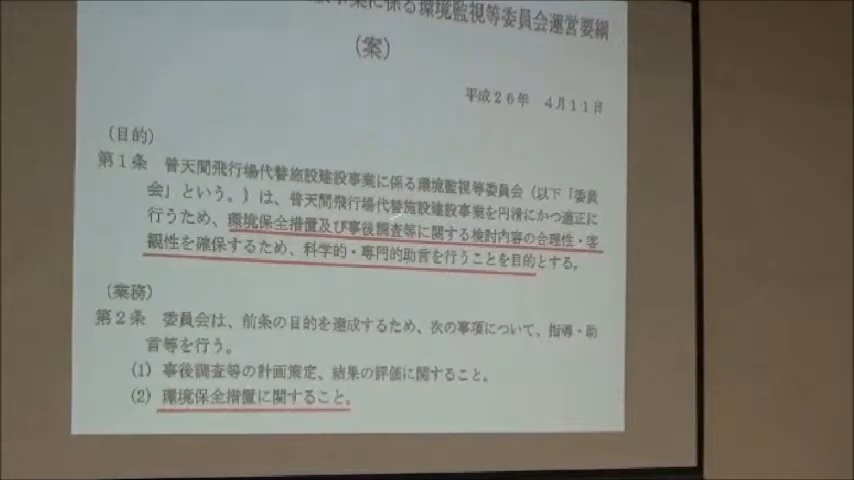 事業に係る環境監視等委員会運営要綱
（案）
平成２６年　４月１１日
（目的）
第１条　普天間飛行場代替施設建設事業に係る環境監視等委員会（以下「委員
会」という。）は、普天間飛行場代替施設建設事業を円滑にかつ適正に
行うため、環境保全措置及び事後調査等に関する検討内容の合理性・客
観性を確保するため、科学的・専門的助言を行うことを目的とする。
（業務）
第２条　委員会は、前条の目的を達成するため、次の事項について、指導・助
言等を行う。
(1) 事後調査等の計画策定、結果の評価に関すること。
(2) 環境保全措置に関すること。